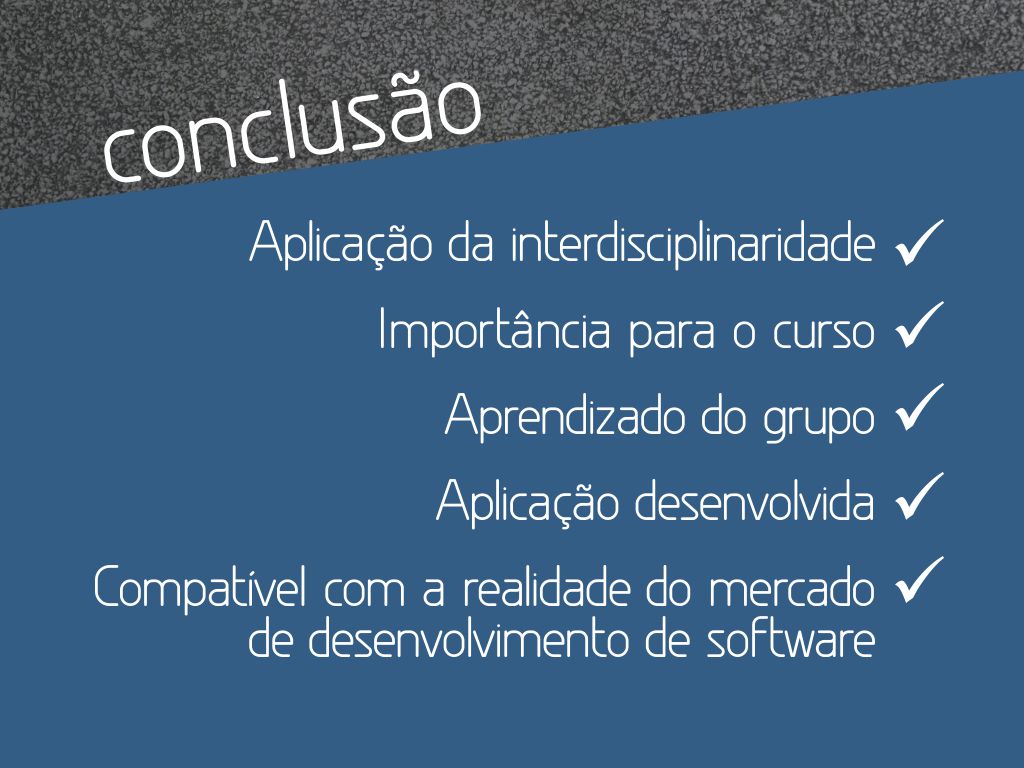 conclusão
Aplicação da interdisciplinaridade ✓
Importância para o curso ✓
Aprendizado do grupo ✓
Aplicação desenvolvida ✓
Compatível com a realidade do mercado ✓
de desenvolvimento de software